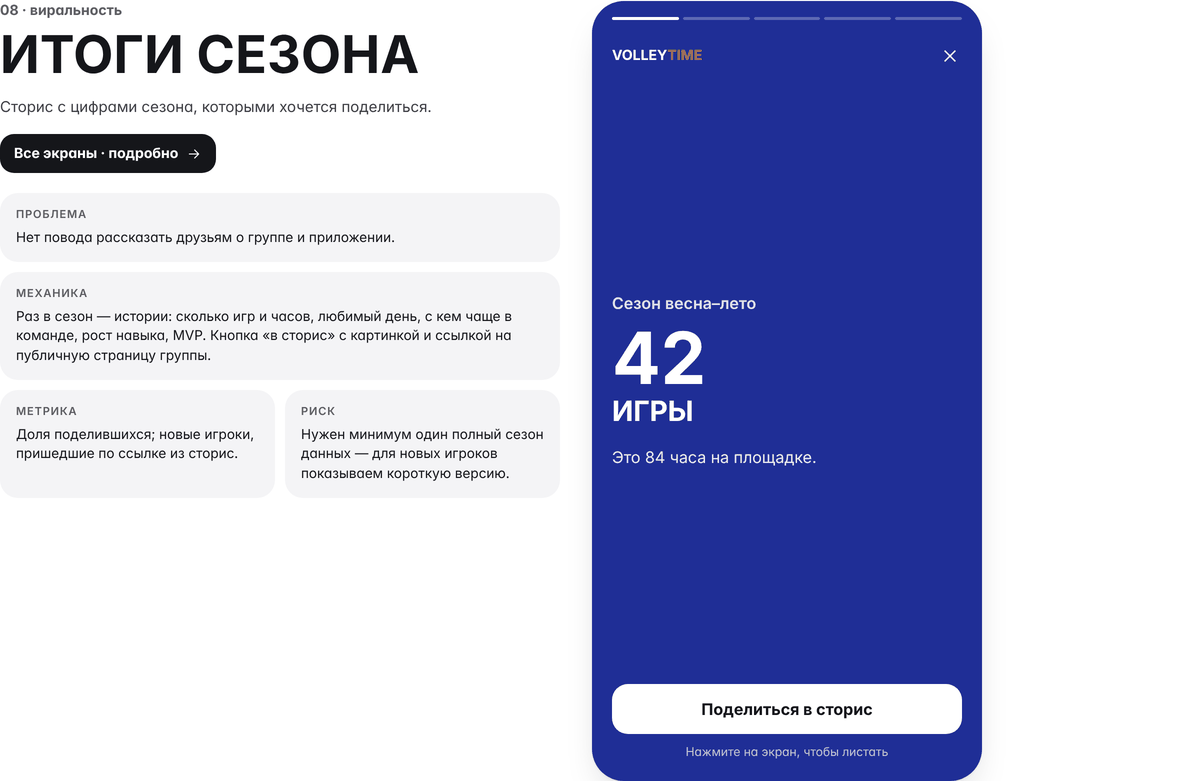 08 · виральность
ИТОГИ СЕЗОНА
Сторис с цифрами сезона, которыми хочется поделиться.
Все экраны · подробно →
ПРОБЛЕМА
Нет повода рассказать друзьям о группе и приложении.
МЕХАНИКА
Раз в сезон — истории: сколько игр и часов, любимый день, с кем чаще в
команде, рост навыка, MVP. Кнопка «в сторис» с картинкой и ссылкой на
публичную страницу группы.
МЕТРИКА
Доля поделившихся; новые игроки,
пришедшие по ссылке из сторис.
РИСК
Нужен минимум один полный сезон
данных — для новых игроков
показываем короткую версию.
VOLLEYTIME
Сезон весна–лето
42
ИГРЫ
Это 84 часа на площадке.
Поделиться в сторис
Нажмите на экран, чтобы листать